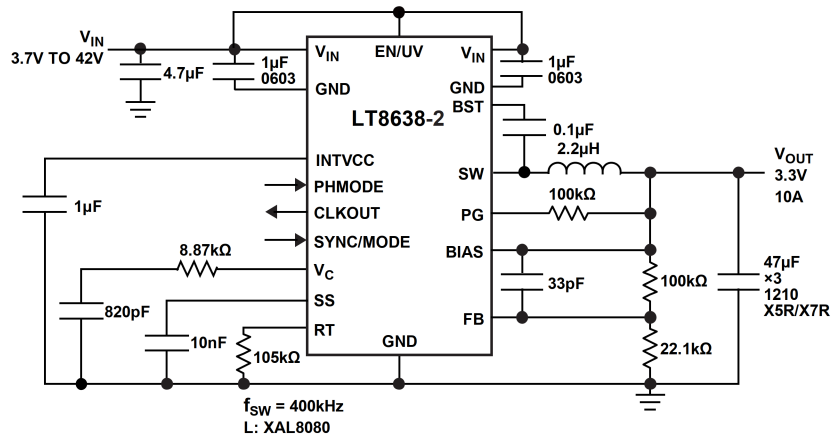 VIN
3.7V TO 42V
4.7µF
1µF
0603
VIN
GND
EN/UV
VIN
GND
BST
1µF
0603
LT8638-2
0.1µF
2.2µH
INTVCC
SW
VOUT
3.3V
10A
PHMODE
1µF
CLKOUT
PG
100kΩ
SYNC/MODE
BIAS
8.87kΩ
VC
33pF
100kΩ
47µF
×3
1210
X5R/X7R
820pF
SS
FB
10nF
RT
105kΩ
GND
22.1kΩ
fSW = 400kHz
L: XAL8080